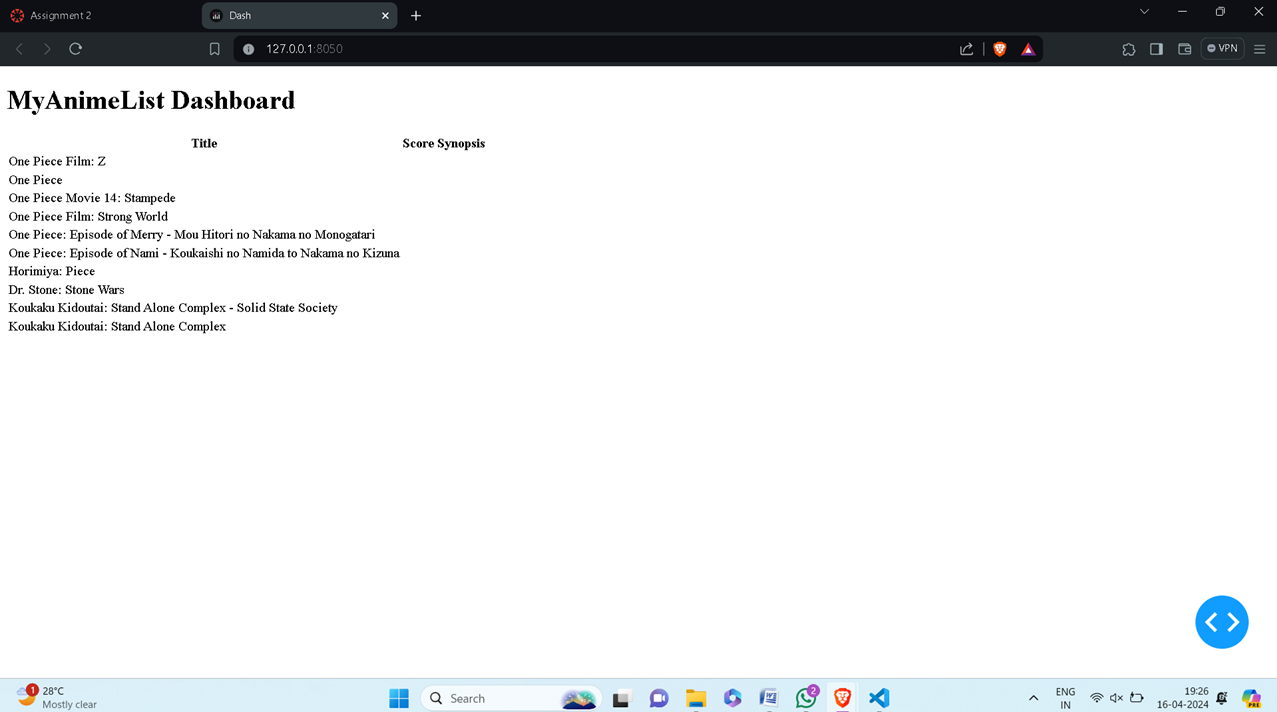 Assignment 2
Dash
127.0.0.1:8050
VPN
MyAnimeList Dashboard
Title Score Synopsis
One Piece Film: Z
One Piece
One Piece Movie 14: Stampede
One Piece Film: Strong World
One Piece: Episode of Merry - Mou Hitori no Nakama no Monogatari
One Piece: Episode of Nami - Koukaishi no Namida to Nakama no Kizuna
Horimiya: Piece
Dr. Stone: Stone Wars
Koukaku Kidoutai: Stand Alone Complex - Solid State Society
Koukaku Kidoutai: Stand Alone Complex
1
28°C
Mostly clear
Search
2
ENG
IN
19:26
16-04-2024
PRE